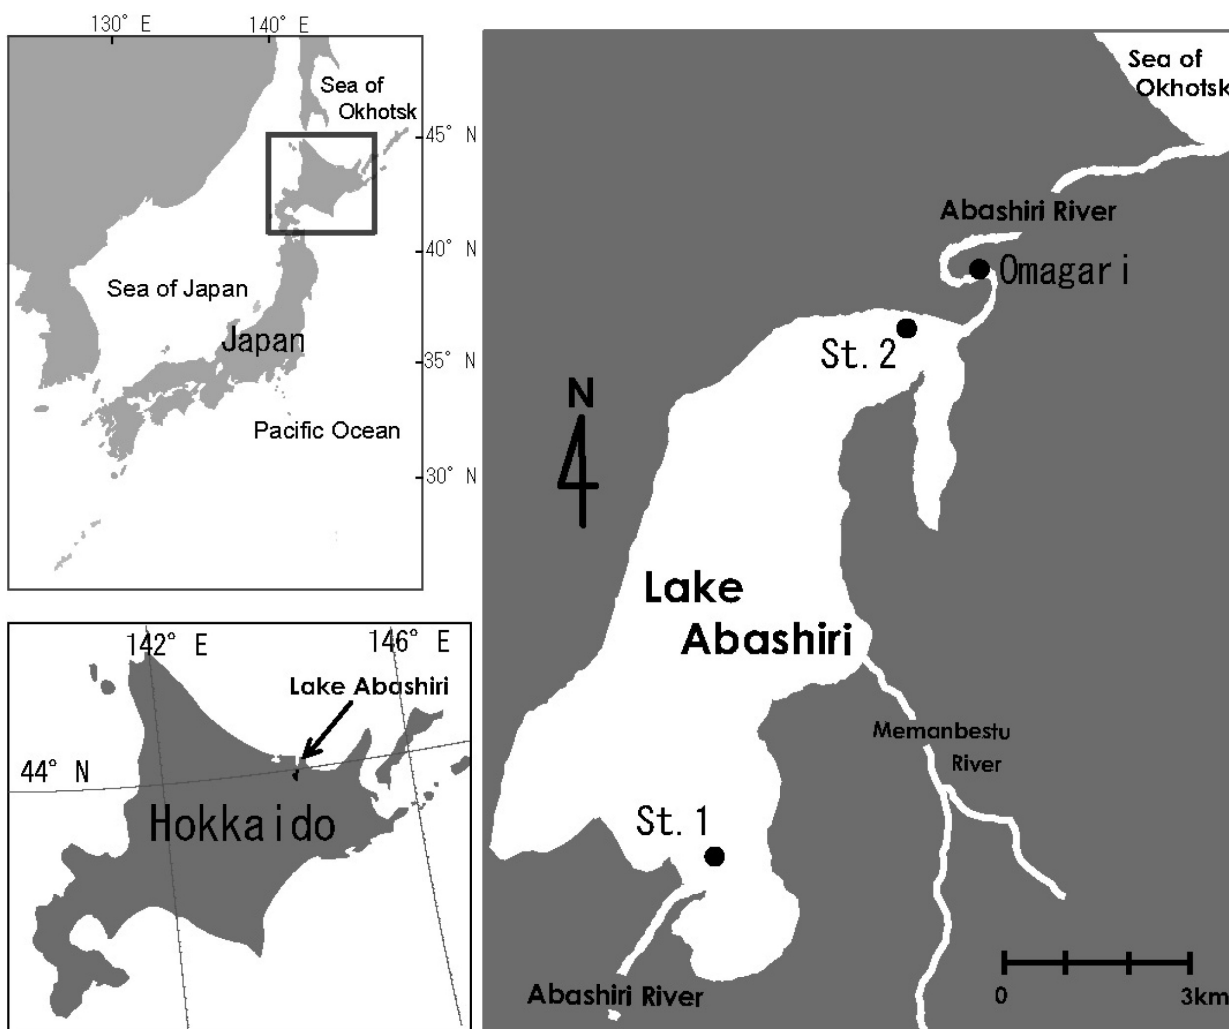 130° E
140° E
Sea of
Okhotsk
45° N
40° N
Sea of Japan
Japan
35° N
Pacific Ocean
30° N
142° E
146° E
Lake Abashiri
44° N
Hokkaido
Sea of
Okhotsk
Abashiri River
Omagari
St.2
N
Lake
Abashiri
Memanbestu
River
St.1
Abashiri River
0
3km